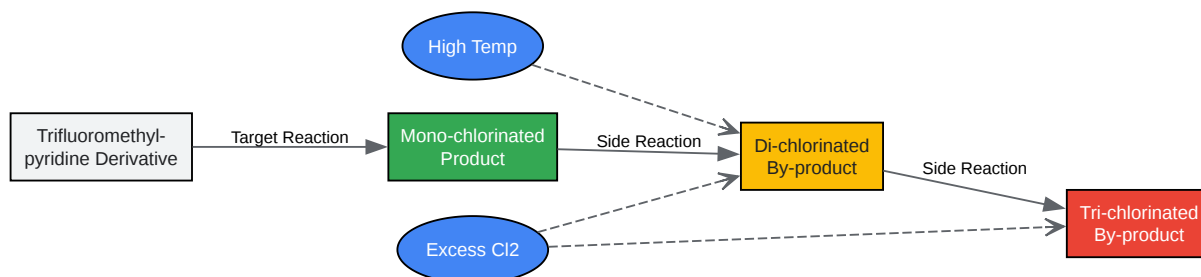 High Temp
Trifluoromethyl-
pyridine Derivative
Target Reaction
Mono-chlorinated
Product
Side Reaction
Di-chlorinated
By-product
Side Reaction
Tri-chlorinated
By-product
Excess Cl2